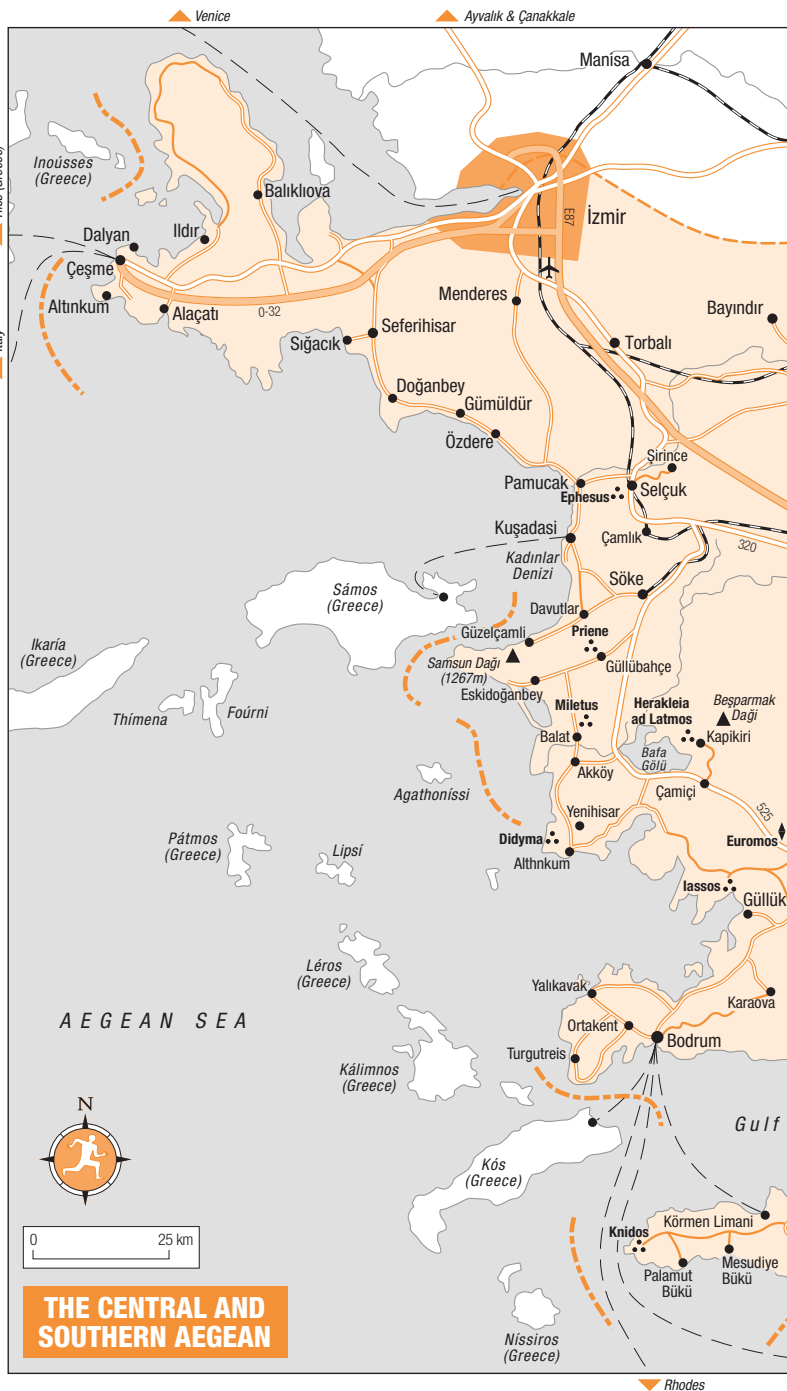 Venice
Ayvalık & Çanakkale
Manisa
Inoússes
(Greece)
Balıklıova
E87
İzmir
Dalyan
Ildır
Çeşme
Altınkum
Alaçatı
0-32
Menderes
Bayındır
Italy
Sığacık
Seferihisar
Torbalı
Doğanbey
Gümüldür
Özdere
Şirince
Pamucak
Ephesus
Selçuk
Kuşadasi
Çamlık
320
Kadınlar
Denizi
Sámos
(Greece)
Söke
Davutlar
Ikaría
(Greece)
Güzelçamli
Priene
Samsun Daği
(1267m)
Güllübahçe
Eskidoğanbey
Thímena
Foúrni
Miletus
Herakleia
ad Latmos
Beşparmak
Daği
Balat
Kapikiri
Bafa
Gölü
Akköy
Agathoníssi
Çamiçi
525
Yenihisar
Pátmos
(Greece)
Lipsí
Didyma
Althnkum
Euromos
Iassos
Güllük
Léros
(Greece)
Yalıkavak
Karaova
AEGEAN SEA
Ortakent
Bodrum
Turgutreis
Kálimnos
(Greece)
N
Gulf
Kós
(Greece)
Knidos
Körmen Limani
0
25 km
Palamut
Bükü
Mesudiye
Bükü
THE CENTRAL AND
SOUTHERN AEGEAN
Níssiros
(Greece)
Rhodes